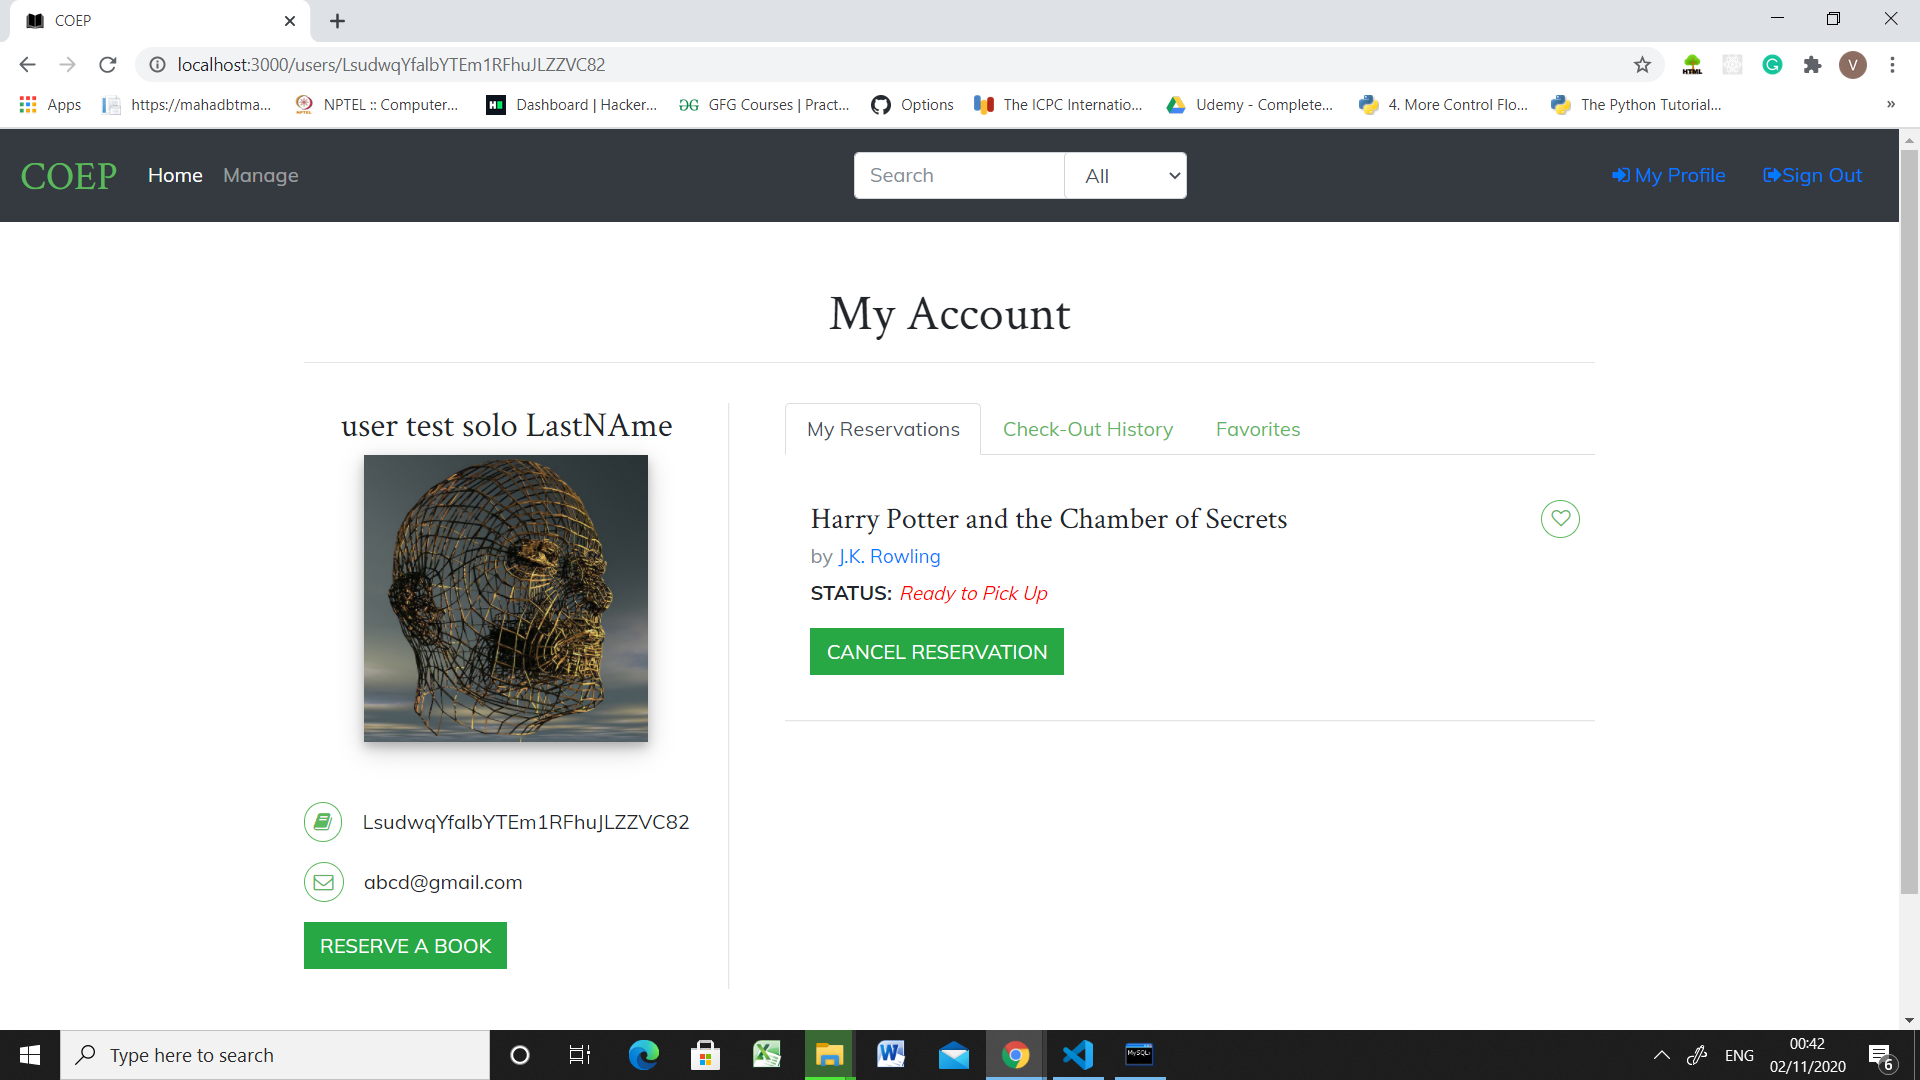 COEP
localhost:3000/users/LsudwqYfalbYTEm1RFhuJLZZVC82
HTML
G
V
Apps
https://mahadbtma...
NPTEL
NPTEL :: Computer...
Dashboard | Hacker...
GFG Courses | Pract...
Options
The ICPC Internatio...
Udemy - Complete...
4. More Control Flo...
The Python Tutorial...
»
COEP
Home
Manage
Search
All
My Profile
Sign Out
My Account
user test solo LastNAme
My Reservations
Check-Out History
Favorites
Harry Potter and the Chamber of Secrets
by J.K. Rowling
STATUS: Ready to Pick Up
CANCEL RESERVATION
LsudwqYfalbYTEm1RFhuJLZZVC82
abcd@gmail.com
RESERVE A BOOK
Type here to search
ENG
00:42
02/11/2020
6